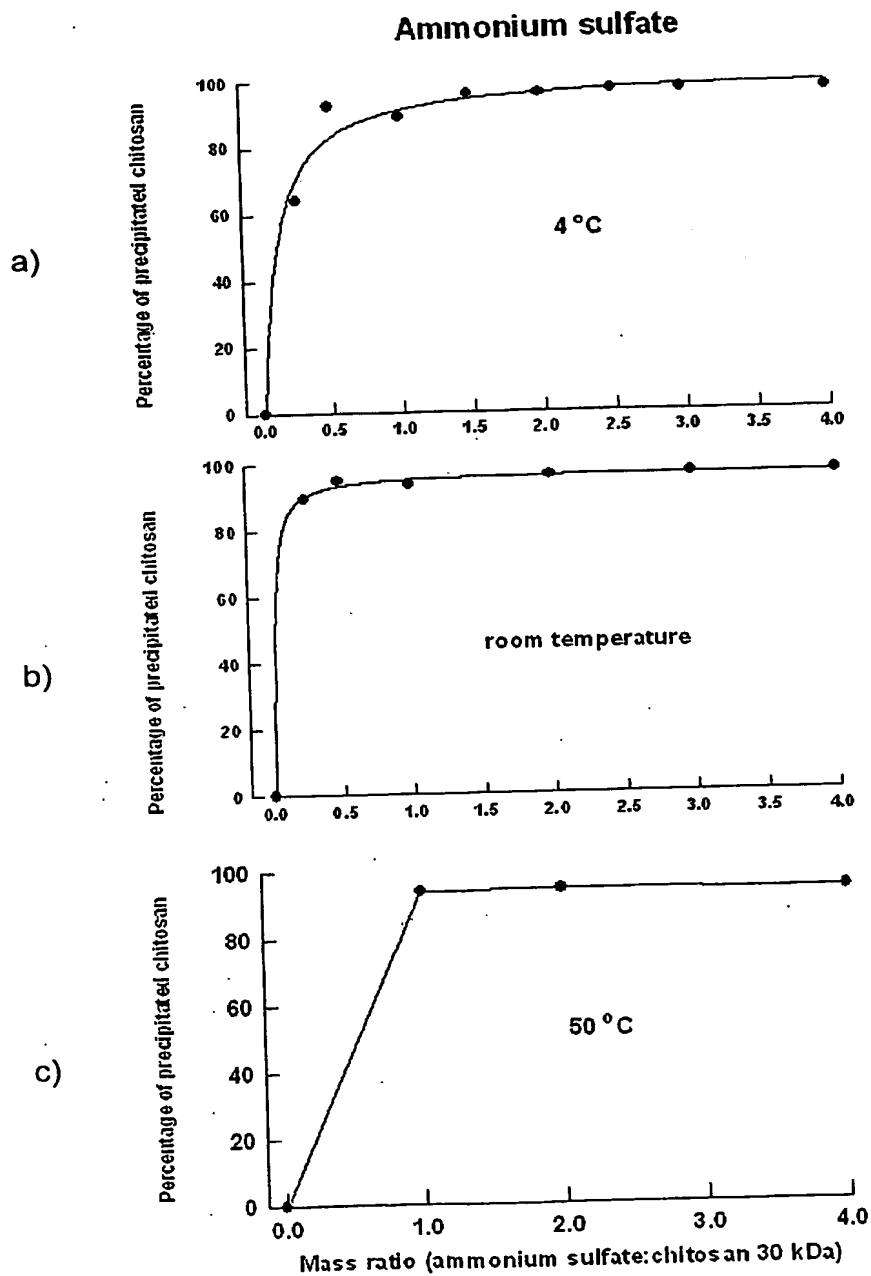 Ammonium sulfate
a)
Percentage of precipitated chitosan
100
80
60
40
20
0
4 °C
0.0 0.5 1.0 1.5 2.0 2.5 3.0 3.5 4.0
b)
Percentage of precipitated chitosan
100
80
60
40
20
0
room temperature
0.0 0.5 1.0 1.5 2.0 2.5 3.0 3.5 4.0
c)
Percentage of precipitated chitosan
100
80
60
40
20
0
50 °C
0.0 1.0 2.0 3.0 4.0
Mass ratio (ammonium sulfate:chitosan 30 kDa)